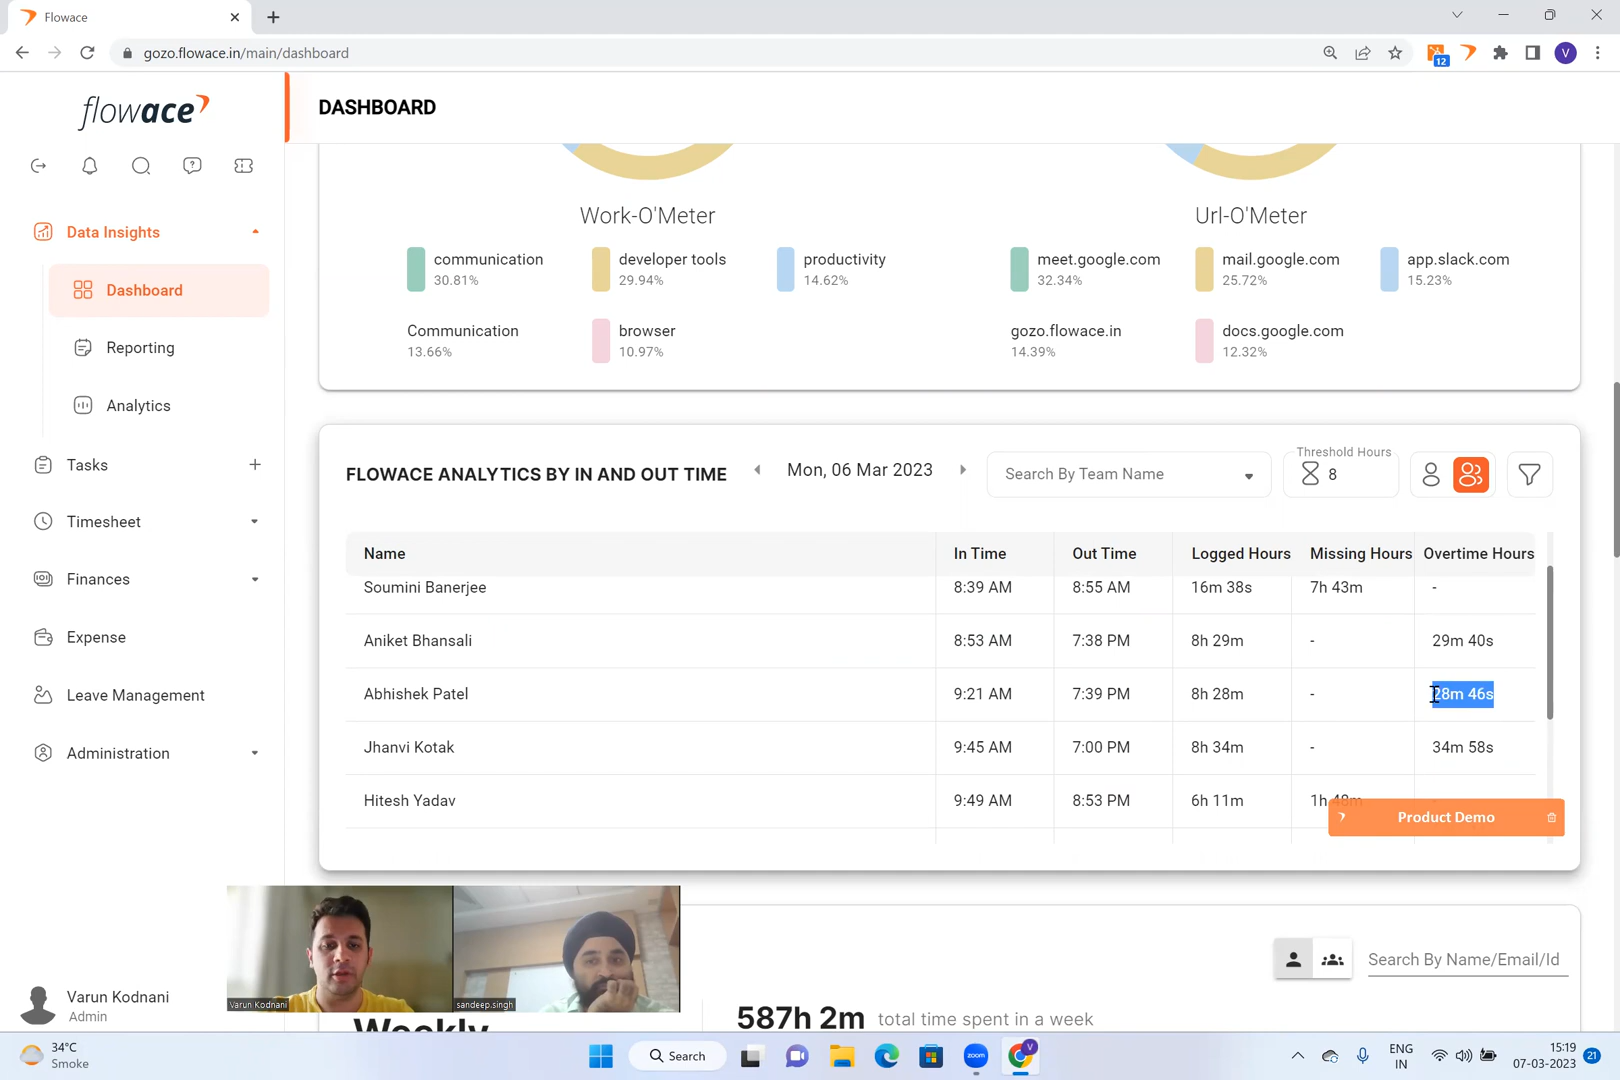 Flowace
gozo.flowace.in/main/dashboard
12
V
flowace
DASHBOARD
Data Insights
Dashboard
Reporting
Analytics
Tasks
Timesheet
Finances
Expense
Leave Management
Administration
Varun Kodnani
Admin
Work-O'Meter
communication
30.81%
developer tools
29.94%
productivity
14.62%
Communication
13.66%
browser
10.97%
Url-O'Meter
meet.google.com
32.34%
mail.google.com
25.72%
app.slack.com
15.23%
gozo.flowace.in
14.39%
docs.google.com
12.32%
FLOWACE ANALYTICS BY IN AND OUT TIME
Mon, 06 Mar 2023
Search By Team Name
Threshold Hours
8
Name In Time Out Time Logged Hours Missing Hours Overtime Hours
Soumini Banerjee 8:39 AM 8:55 AM 16m 38s 7h 43m -
Aniket Bhansali 8:53 AM 7:38 PM 8h 29m - 29m 40s
Abhishek Patel 9:21 AM 7:39 PM 8h 28m - 28m 46s
Jhanvi Kotak 9:45 AM 7:00 PM 8h 34m - 34m 58s
Hitesh Yadav 9:49 AM 8:53 PM 6h 11m 1h 48m -
Product Demo
Varun Kodnani
sandeep.singh
Search By Name/Email/Id
Weekly
587h 2m total time spent in a week
34°C
Smoke
Search
zoom
V
ENG
IN
15:19
07-03-2023
21